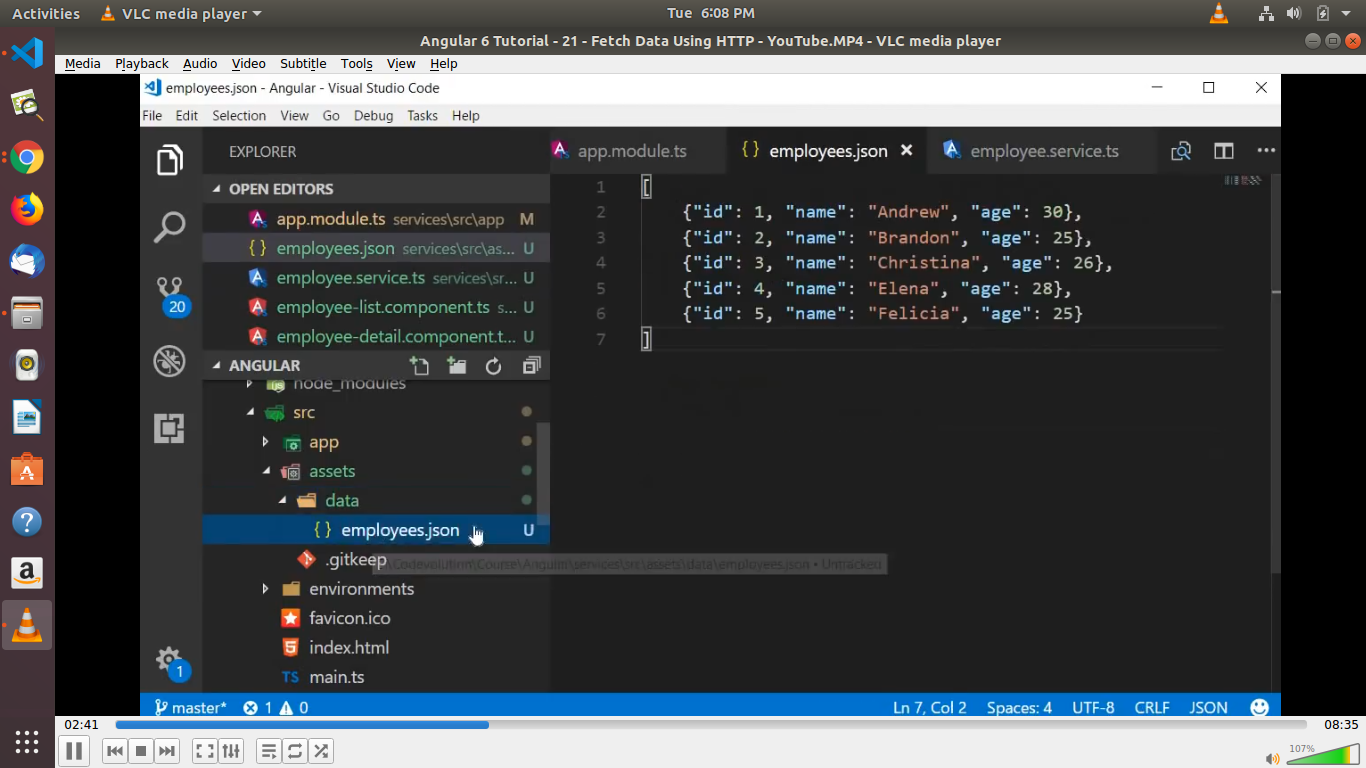 Activities VLC media player Tue 6:08 PM
Angular 6 Tutorial - 21 - Fetch Data Using HTTP - YouTube.MP4 - VLC media player
Media Playback Audio Video Subtitle Tools View Help
employees.json - Angular - Visual Studio Code
File Edit Selection View Go Debug Tasks Help
EXPLORER
OPEN EDITORS
app.module.ts services\src\app M
employees.json services\src\as... U
employee.service.ts services\sr... U
employee-list.component.ts s... U
employee-detail.component.t... U
ANGULAR
node_modules
src
app
assets
data
{ } employees.json U
.gitkeep
\Codevolution\Course\Angular\services\src\assets\data\employees.json • Untracked
environments
favicon.ico
index.html
TS main.ts
20
1
app.module.ts { } employees.json employee.service.ts
1 [
2 {"id": 1, "name": "Andrew", "age": 30},
3 {"id": 2, "name": "Brandon", "age": 25},
4 {"id": 3, "name": "Christina", "age": 26},
5 {"id": 4, "name": "Elena", "age": 28},
6 {"id": 5, "name": "Felicia", "age": 25}
7 ]
master* 1 0 Ln 7, Col 2 Spaces: 4 UTF-8 CRLF JSON
02:41 08:35
107%